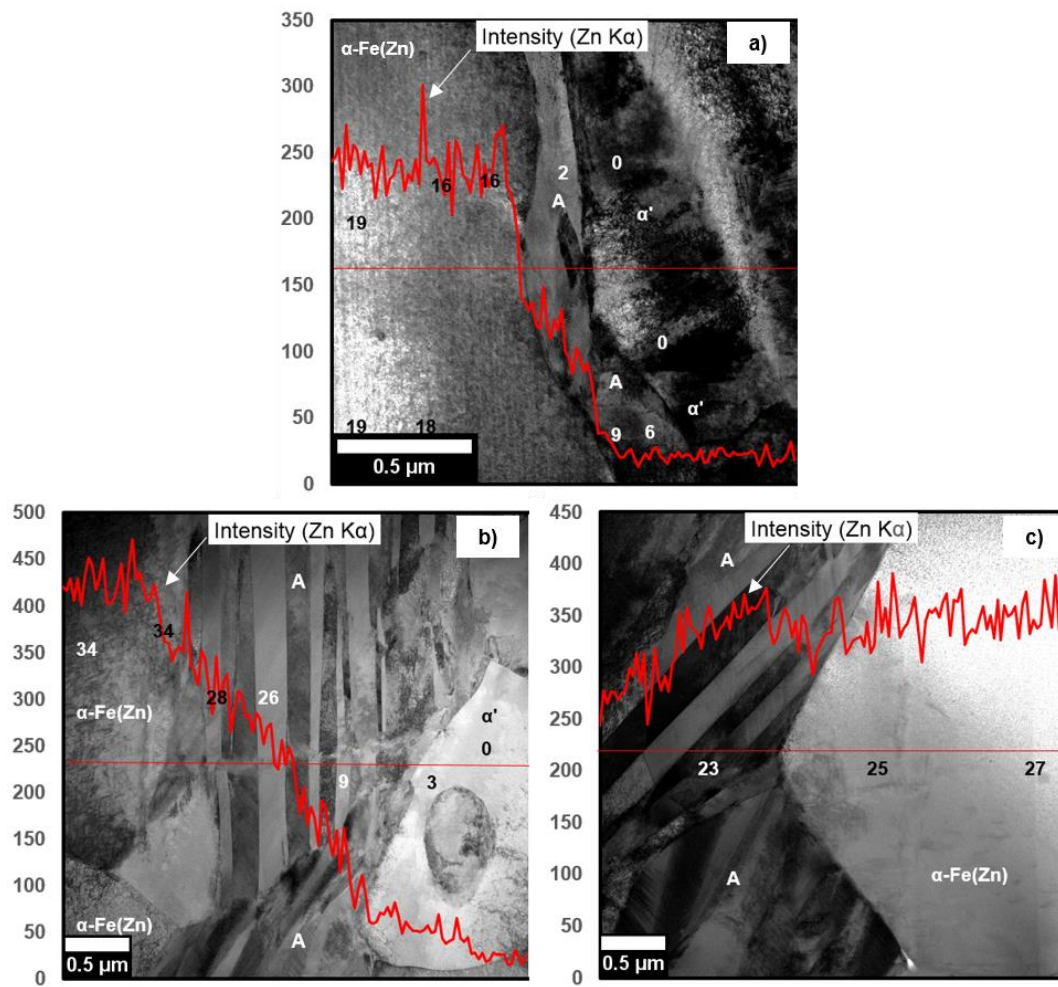 350
300
250
200
150
100
50
0
α-Fe(Zn)
Intensity (Zn Kα)
a)
19
16
16
2
A
0
α'
0
A
α'
19
18
9
6
0.5 µm
500
450
400
350
300
250
200
150
100
50
0
Intensity (Zn Kα)
b)
A
34
34
28
26
α-Fe(Zn)
α'
0
9
3
α-Fe(Zn)
A
0.5 µm
450
400
350
300
250
200
150
100
50
0
Intensity (Zn Kα)
c)
A
23
25
27
A
α-Fe(Zn)
0.5 µm